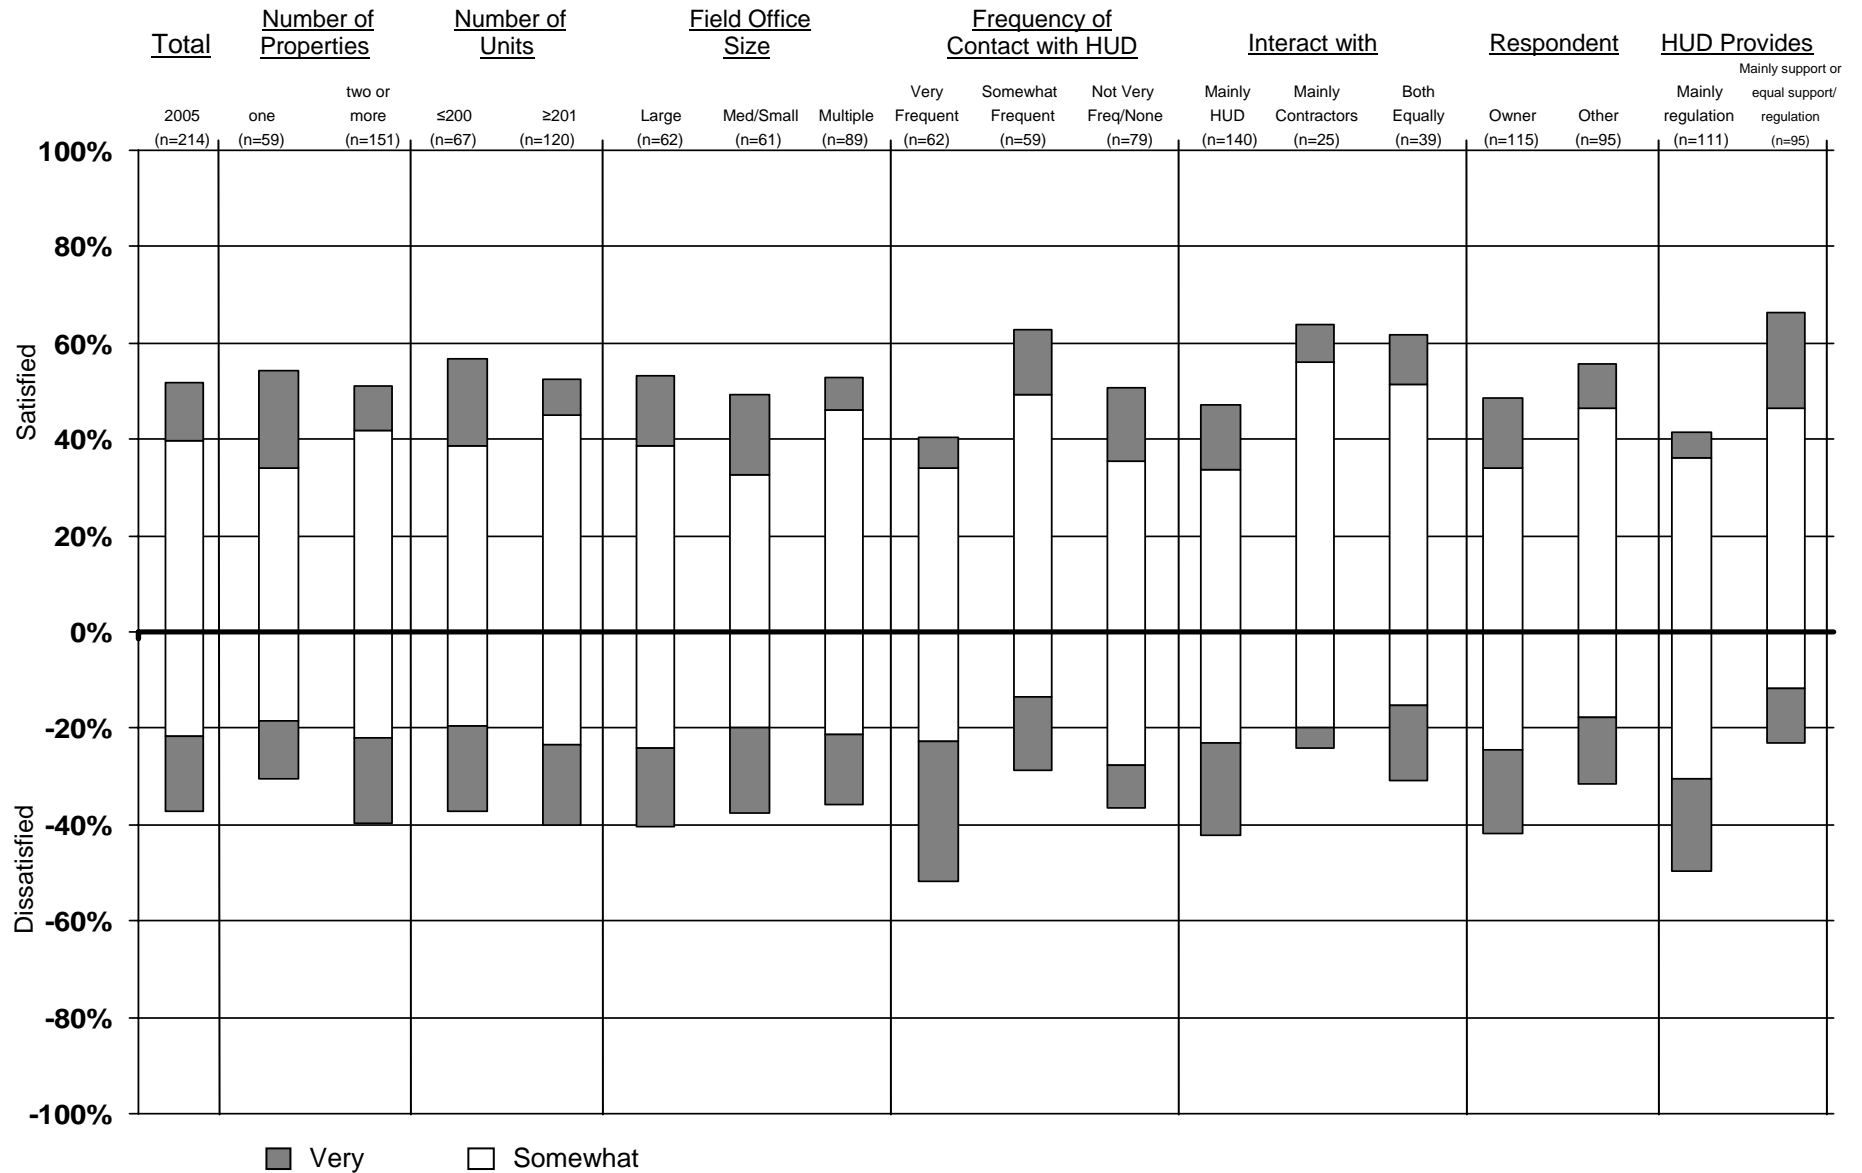 Total
Number of
Properties
Number of
Units
Field Office
Size
Frequency of
Contact with HUD
Interact with
Respondent
HUD Provides
2005
(n=214)
one
(n=59)
two or
more
(n=151)
≤200
(n=67)
≥201
(n=120)
Large
(n=62)
Med/Small
(n=61)
Multiple
(n=89)
Very
Frequent
(n=62)
Somewhat
Frequent
(n=59)
Not Very
Freq/None
(n=79)
Mainly
HUD
(n=140)
Mainly
Contractors
(n=25)
Both
Equally
(n=39)
Owner
(n=115)
Other
(n=95)
Mainly
regulation
(n=111)
Mainly support or
equal support/
regulation
(n=95)
100%
80%
60%
40%
20%
0%
-20%
-40%
-60%
-80%
-100%
Satisfied
Dissatisfied
Very
Somewhat